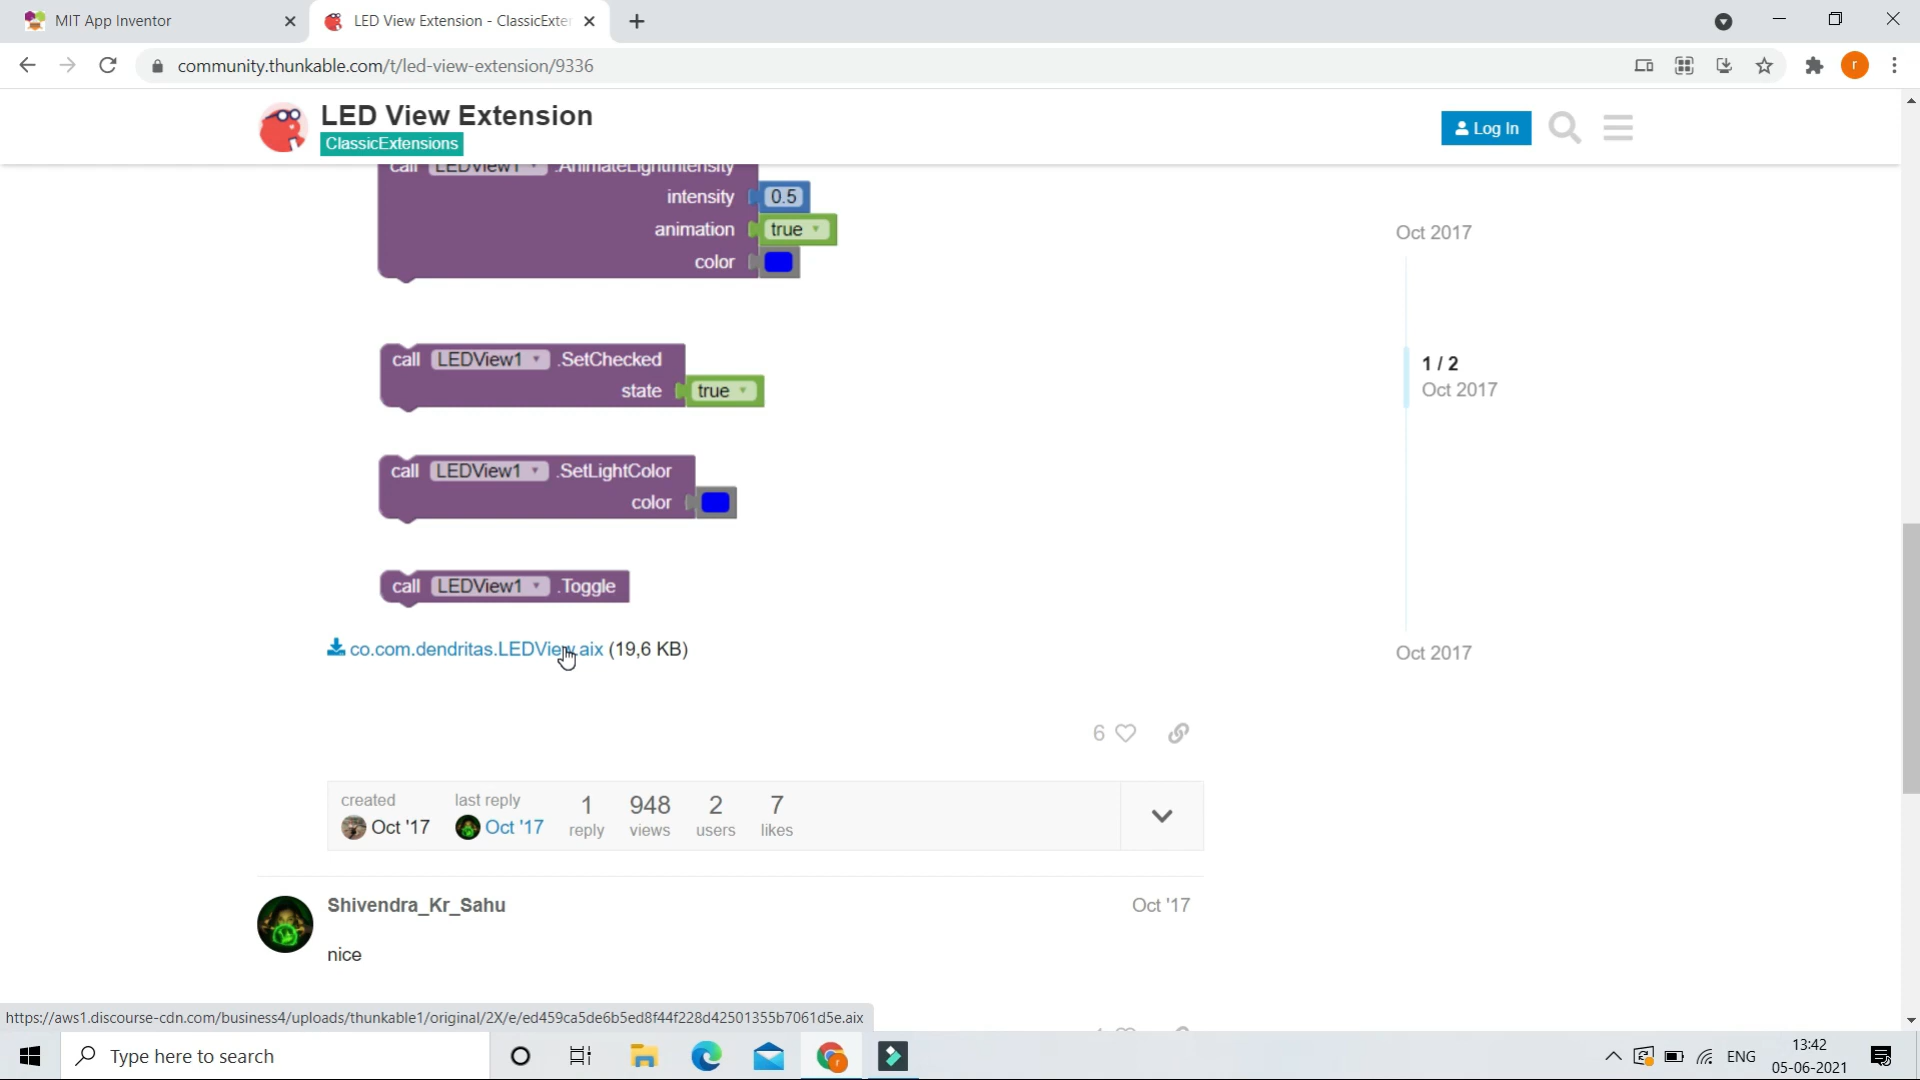 MIT App Inventor
LED View Extension - ClassicExter
community.thunkable.com/t/led-view-extension/9336
r
LED View Extension
ClassicExtensions
Log In
call LEDView1 .AnimateLightIntensity
intensity 0.5
animation true
color
call LEDView1 .SetChecked
state true
call LEDView1 .SetLightColor
color
call LEDView1 .Toggle
co.com.dendritas.LEDView.aix (19,6 KB)
Oct 2017
1 / 2
Oct 2017
Oct 2017
6
created
Oct '17
last reply
Oct '17
1
reply
948
views
2
users
7
likes
Shivendra_Kr_Sahu
Oct '17
nice
https://aws1.discourse-cdn.com/business4/uploads/thunkable1/original/2X/e/ed459ca5de6b5ed8f44f228d42501355b7061d5e.aix
Type here to search
r
ENG
13:42
05-06-2021